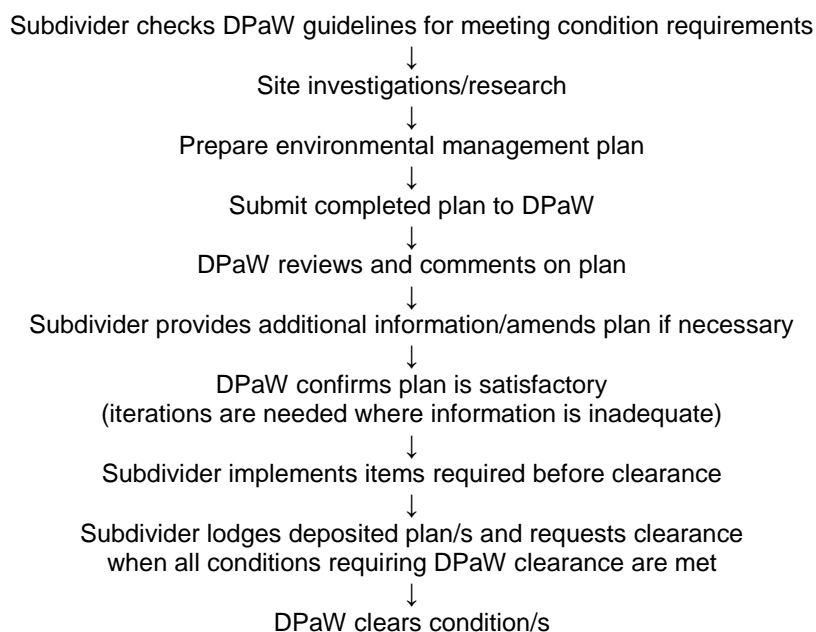 Subdivider checks DPaW guidelines for meeting condition requirements
↓
Site investigations/research
↓
Prepare environmental management plan
↓
Submit completed plan to DPaW
↓
DPaW reviews and comments on plan
↓
Subdivider provides additional information/amends plan if necessary
↓
DPaW confirms plan is satisfactory
(iterations are needed where information is inadequate)
↓
Subdivider implements items required before clearance
↓
Subdivider lodges deposited plan/s and requests clearance
when all conditions requiring DPaW clearance are met
↓
DPaW clears condition/s